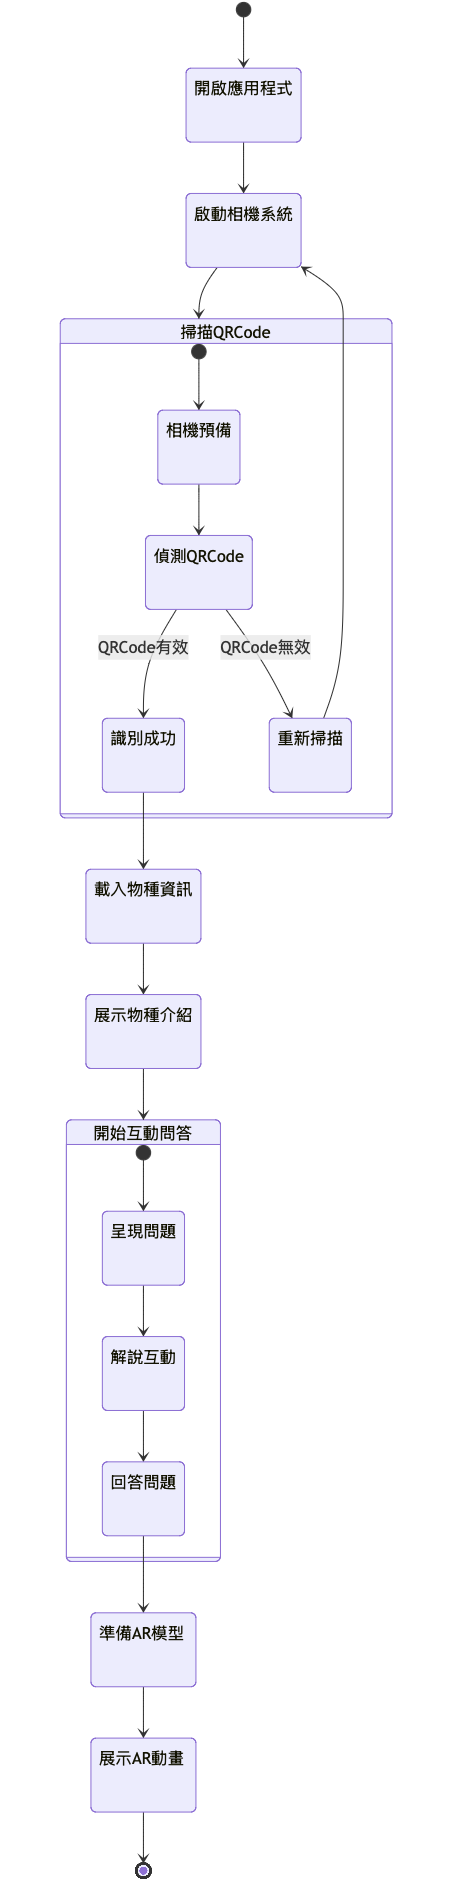 開啟應用程式
啟動相機系統
掃描QRCode
相機預備
偵測QRCode
QRCode有效
QRCode無效
識別成功
重新掃描
載入物種資訊
展示物種介紹
開始互動問答
呈現問題
解說互動
回答問題
準備AR模型
展示AR動畫